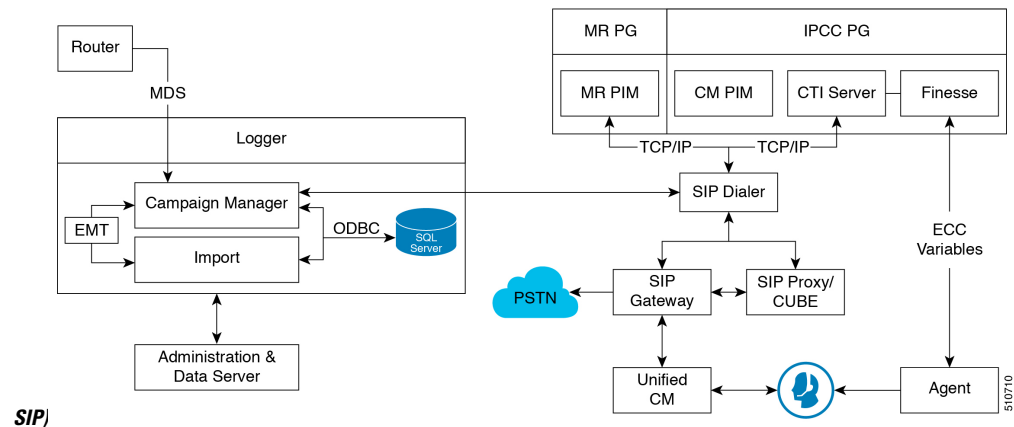 Router
MDS
Logger
Campaign Manager
EMT
Import
ODBC
SQL
Server
Administration &
Data Server
SIP)
MR PG
IPCC PG
MR PIM
CM PIM
CTI Server
Finesse
TCP/IP
TCP/IP
SIP Dialer
ECC
Variables
PSTN
SIP
Gateway
SIP Proxy/
CUBE
Unified
CM
Agent
510710